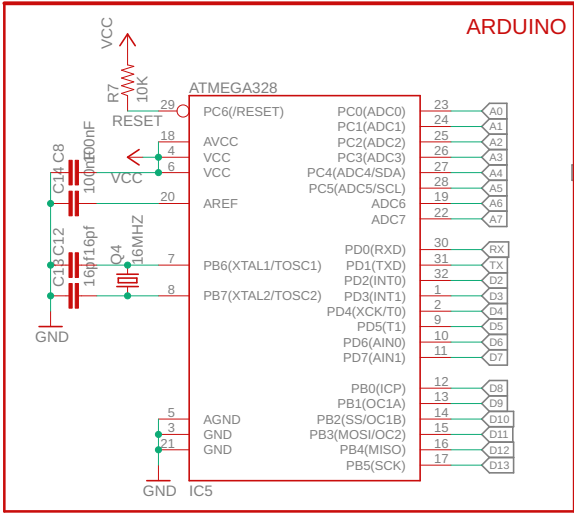 ARDUINO
VCC
R7
10K
RESET
ATMEGA328
29 PC6(/RESET)
18 AVCC
4 VCC
6 VCC
20 AREF
7 PB6(XTAL1/TOSC1)
8 PB7(XTAL2/TOSC2)
5 AGND
3 GND
21 GND
PC0(ADC0) 23 A0
PC1(ADC1) 24 A1
PC2(ADC2) 25 A2
PC3(ADC3) 26 A3
PC4(ADC4/SDA) 27 A4
PC5(ADC5/SCL) 28 A5
ADC6 19 A6
ADC7 22 A7
PD0(RXD) 30 RX
PD1(TXD) 31 TX
PD2(INT0) 32 D2
PD3(INT1) 1 D3
PD4(XCK/T0) 2 D4
PD5(T1) 9 D5
PD6(AIN0) 10 D6
PD7(AIN1) 11 D7
PB0(ICP) 12 D8
PB1(OC1A) 13 D9
PB2(SS/OC1B) 14 D10
PB3(MOSI/OC2) 15 D11
PB4(MISO) 16 D12
PB5(SCK) 17 D13
IC5
C8
100nF
C14
100nF
VCC
C12
16pf
C13
16pf
Q4
16MHZ
GND
GND